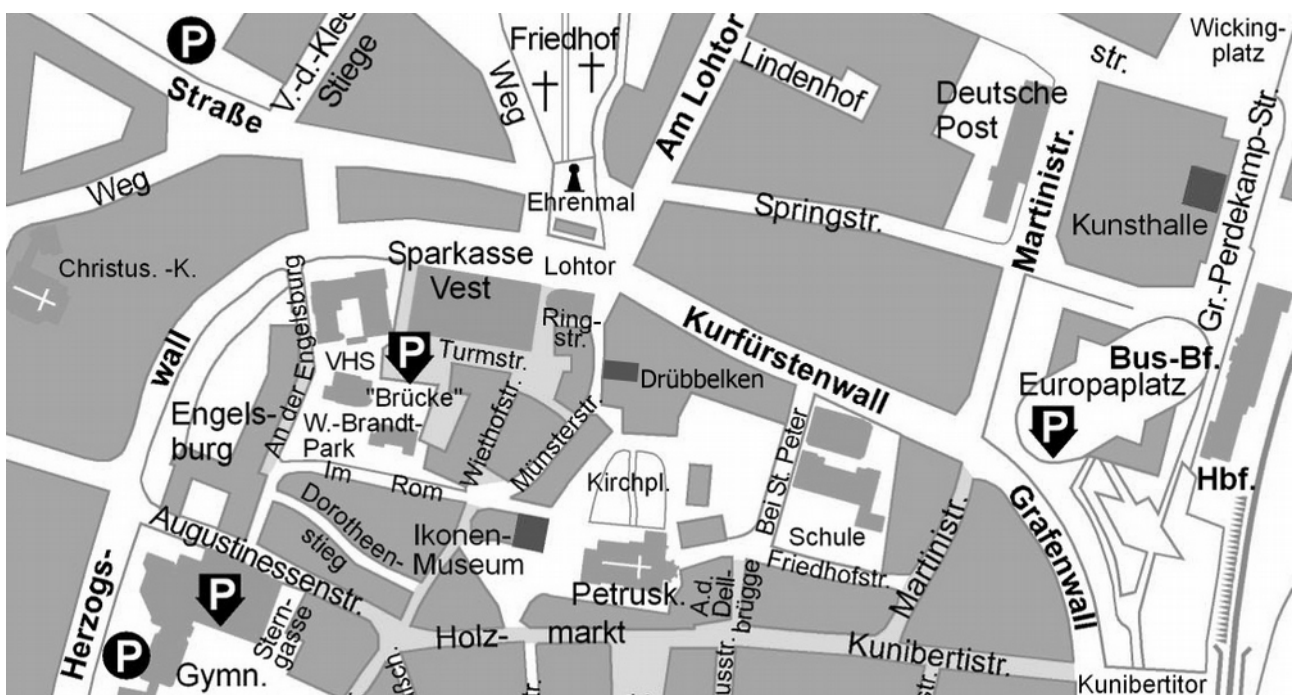 P
V.-d.-Klee
Stiege
Straße
Weg
Weg
Friedhof
Am Lohtor
Lindenhof
Deutsche
Post
str.
Wicking-
platz
Martinistr.
Gr.-Perdekamp-Str.
Kunsthalle
Ehrenmal
Springstr.
Christus. -K.
Sparkasse
Vest
Lohtor
wall
An der Engelsburg
VHS
P
Turmstr.
Ring-
str.
Drübbelken
Kurfürstenwall
Bus-Bf.
Europaplatz
P
Hbf.
Engels-
burg
"Brücke"
W.-Brandt-
Park
Wiethofstr.
Münsterstr.
Kirchpl.
Bei St. Peter
Schule
Im Rom
Dorotheen-
stieg
Ikonen-
Museum
Augustinessenstr.
Petrusk.
A.d.
Dell-
brügge
Friedhofstr.
Martinistr.
Grafenwall
Herzogs-
P
P
Stern-
gasse
Gymn.
Holz-
markt
Kunibertistr.
Kunibertitor
str.